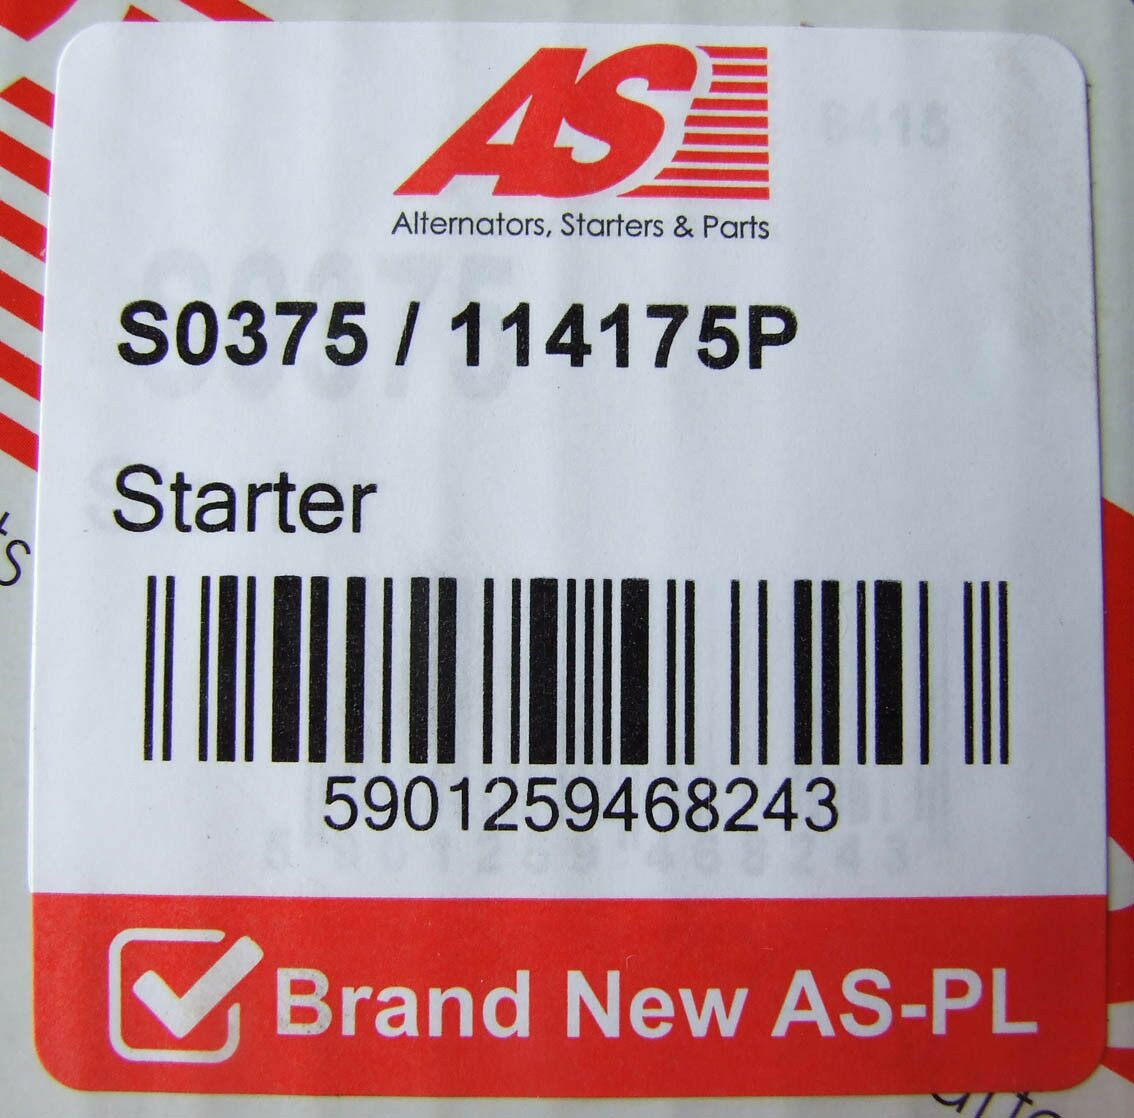 AS
Alternators, Starters & Parts
S0375 / 114175P
Starter
5901259468243
Brand New AS-PL